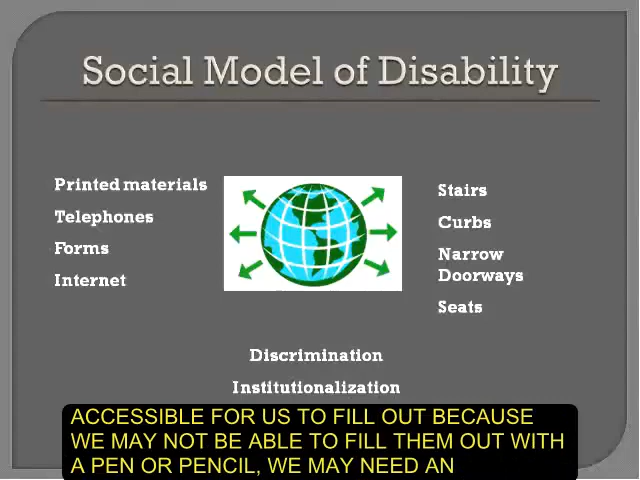 Social Model of Disability
Printed materials
Telephones
Forms
Internet
Stairs
Curbs
Narrow
Doorways
Seats
Discrimination
Institutionalization
ACCESSIBLE FOR US TO FILL OUT BECAUSE
WE MAY NOT BE ABLE TO FILL THEM OUT WITH
A PEN OR PENCIL, WE MAY NEED AN